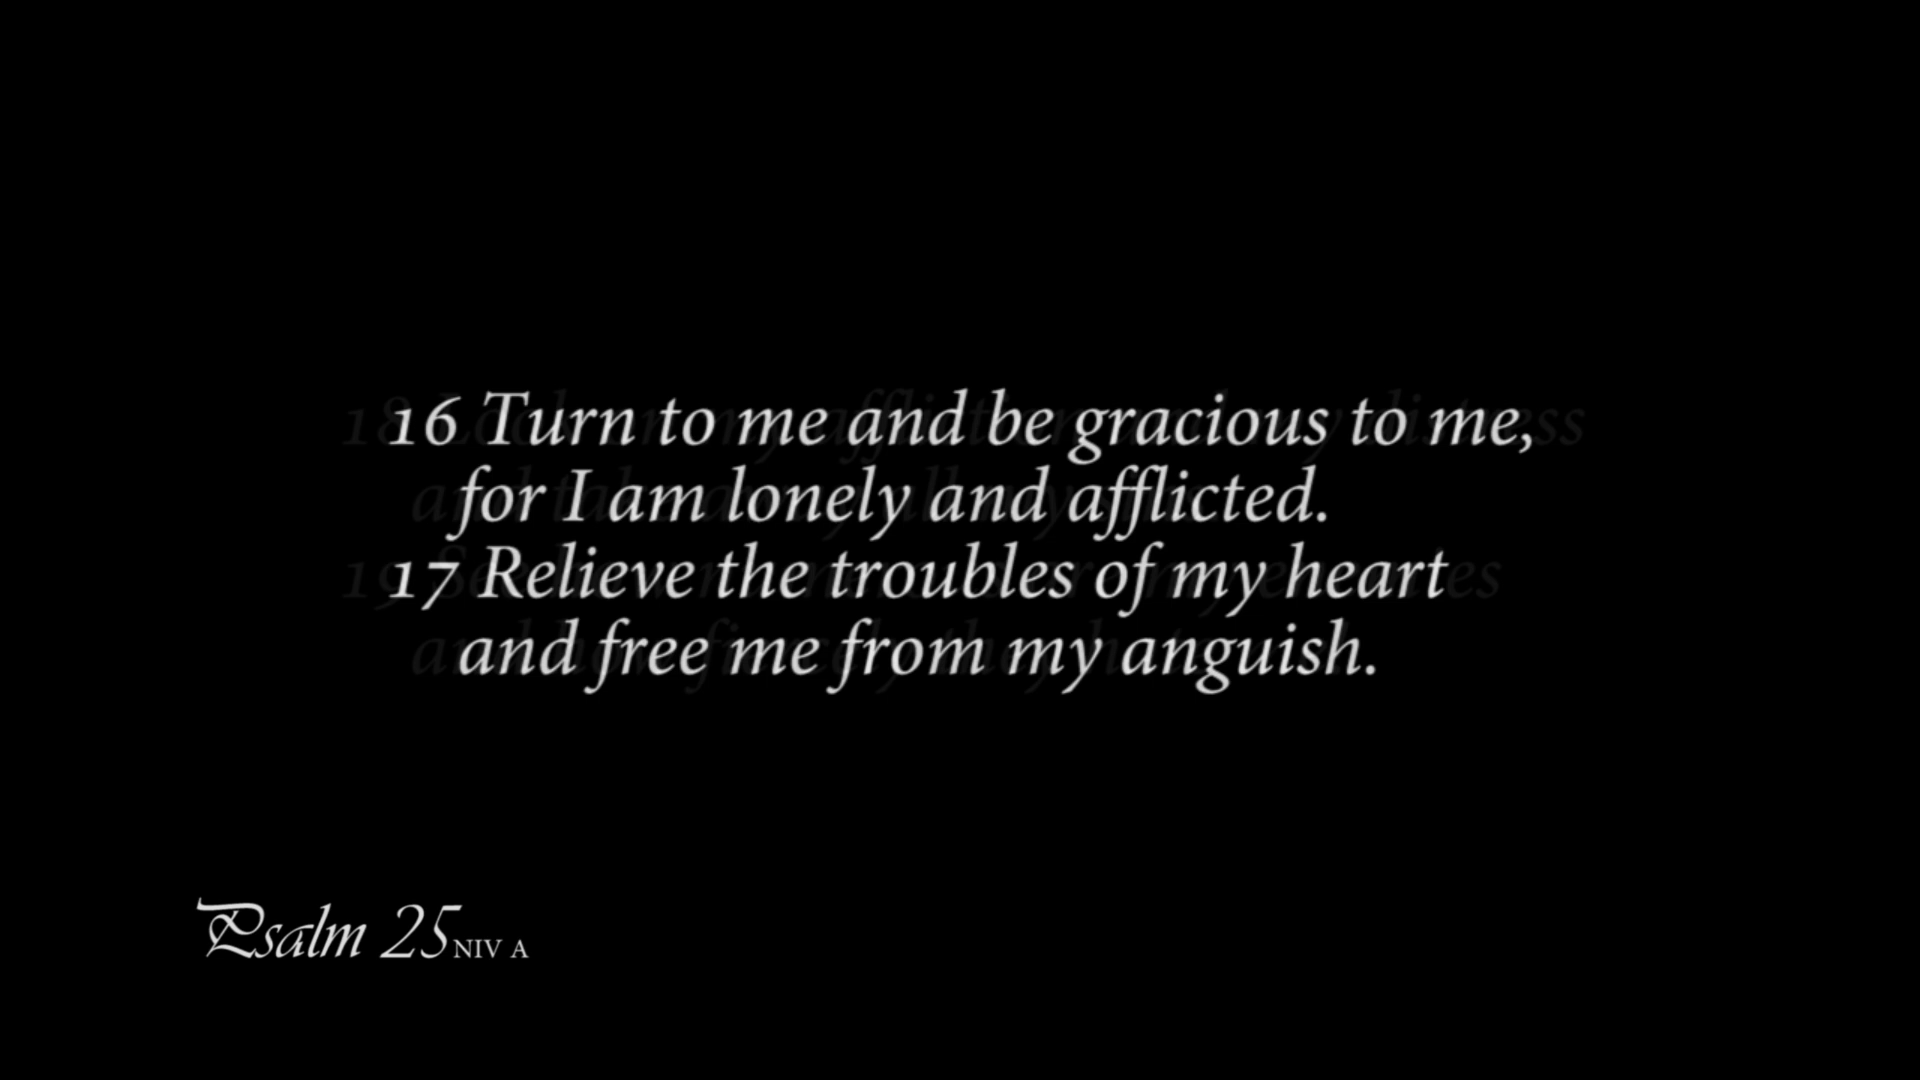 16 Turn to me and be gracious to me,
for I am lonely and afflicted.
17 Relieve the troubles of my heart
and free me from my anguish.
Psalm 25 NIV A